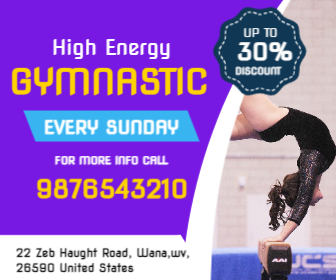 High Energy
GYMNASTIC
EVERY SUNDAY
FOR MORE INFO CALL
9876543210
UP TO
30%
DISCOUNT
22 Zeb Haught Road, Wana,wv,
26590 United States
AAI